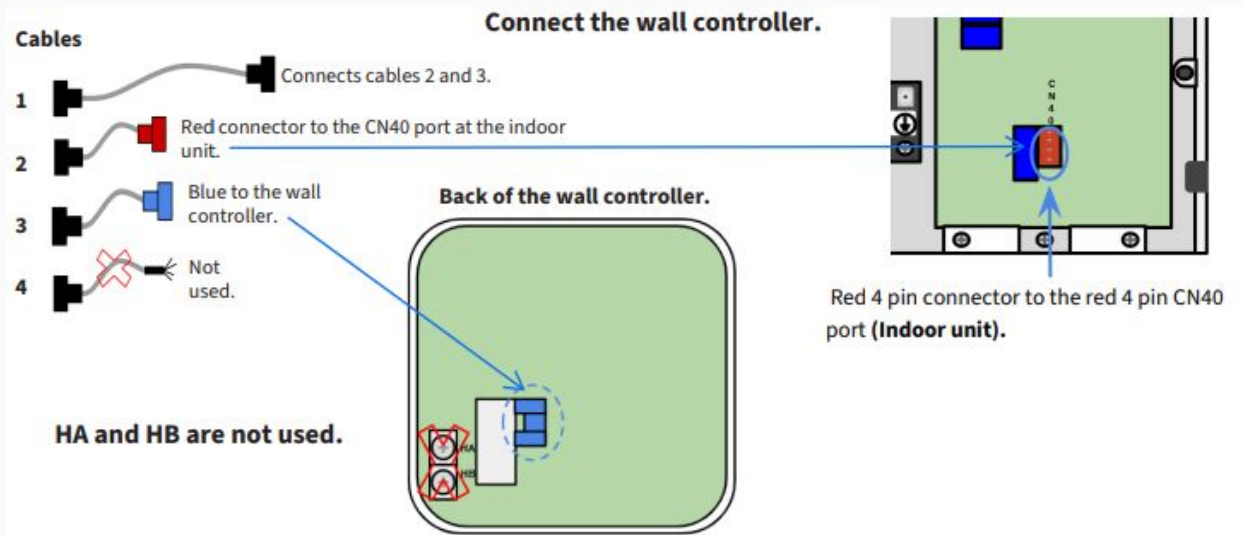 Connect the wall controller.
Cables
1
Connects cables 2 and 3.
2
Red connector to the CN40 port at the indoor
unit.
3
Blue to the wall
controller.
4
Not
used.
CN40
Red 4 pin connector to the red 4 pin CN40
port (Indoor unit).
Back of the wall controller.
HA
HB
HA and HB are not used.